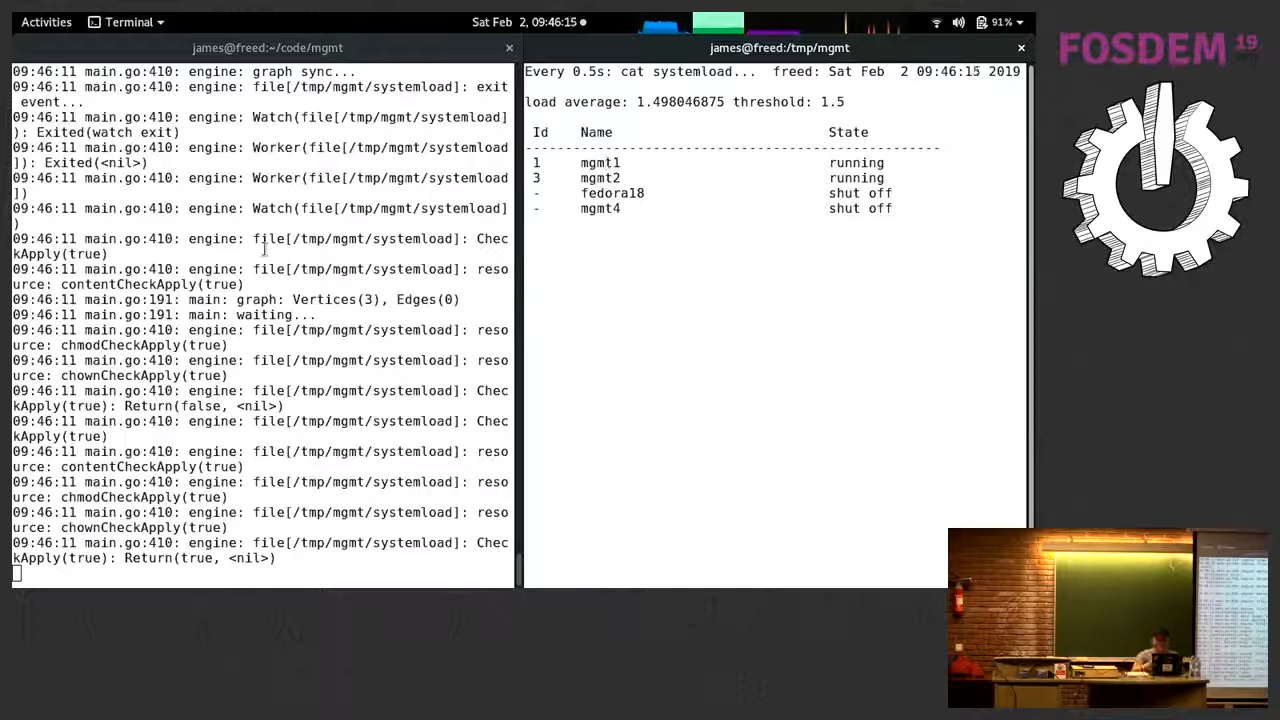 Activities Terminal Sat Feb 2, 09:46:15 91%
james@freed:~/code/mgmt
09:46:11 main.go:410: engine: graph sync...
09:46:11 main.go:410: engine: file[/tmp/mgmt/systemload]: exit
 event...
09:46:11 main.go:410: engine: Watch(file[/tmp/mgmt/systemload]
): Exited(watch exit)
09:46:11 main.go:410: engine: Worker(file[/tmp/mgmt/systemload
]): Exited(<nil>)
09:46:11 main.go:410: engine: Worker(file[/tmp/mgmt/systemload
])
09:46:11 main.go:410: engine: Watch(file[/tmp/mgmt/systemload]
)
09:46:11 main.go:410: engine: file[/tmp/mgmt/systemload]: Chec
kApply(true)
09:46:11 main.go:410: engine: file[/tmp/mgmt/systemload]: reso
urce: contentCheckApply(true)
09:46:11 main.go:191: main: graph: Vertices(3), Edges(0)
09:46:11 main.go:191: main: waiting...
09:46:11 main.go:410: engine: file[/tmp/mgmt/systemload]: reso
urce: chmodCheckApply(true)
09:46:11 main.go:410: engine: file[/tmp/mgmt/systemload]: reso
urce: chownCheckApply(true)
09:46:11 main.go:410: engine: file[/tmp/mgmt/systemload]: Chec
kApply(true): Return(false, <nil>)
09:46:11 main.go:410: engine: file[/tmp/mgmt/systemload]: Chec
kApply(true)
09:46:11 main.go:410: engine: file[/tmp/mgmt/systemload]: reso
urce: contentCheckApply(true)
09:46:11 main.go:410: engine: file[/tmp/mgmt/systemload]: reso
urce: chmodCheckApply(true)
09:46:11 main.go:410: engine: file[/tmp/mgmt/systemload]: reso
urce: chownCheckApply(true)
09:46:11 main.go:410: engine: file[/tmp/mgmt/systemload]: Chec
kApply(true): Return(true, <nil>)
james@freed:/tmp/mgmt
Every 0.5s: cat systemload... freed: Sat Feb 2 09:46:15 2019
load average: 1.498046875 threshold: 1.5
Id Name State
----------------------------------------------------
1 mgmt1 running
3 mgmt2 running
- fedora18 shut off
- mgmt4 shut off
FOSDEM 19